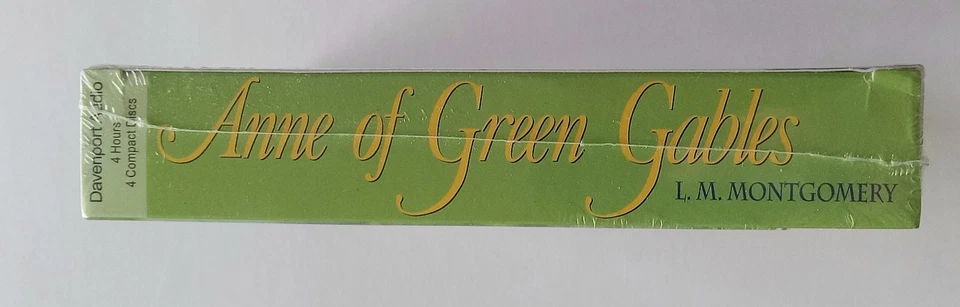 Davenport Audio
4 Hours
4 Compact Discs
Anne of Green Gables
L. M. MONTGOMERY